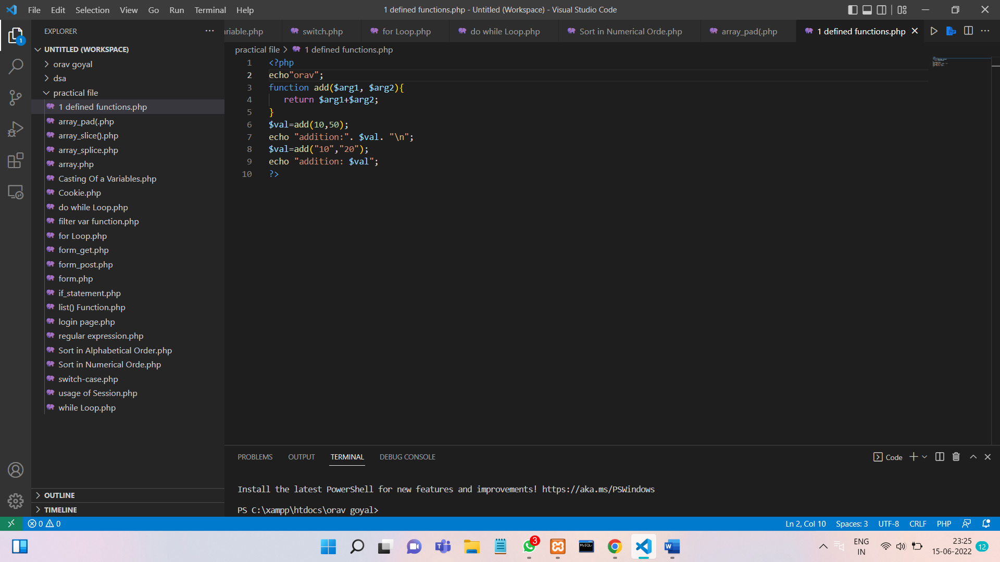 File Edit Selection View Go Run Terminal Help
1 defined functions.php - Untitled (Workspace) - Visual Studio Code
EXPLORER
UNTITLED (WORKSPACE)
orav goyal
dsa
practical file
1 defined functions.php
array_pad(.php
array_slice().php
array_splice.php
array.php
Casting Of a Variables.php
Cookie.php
do while Loop.php
filter var function.php
for Loop.php
form_get.php
form_post.php
form.php
if_statement.php
list() Function.php
login page.php
regular expression.php
Sort in Alphabetical Order.php
Sort in Numerical Orde.php
switch-case.php
usage of Session.php
while Loop.php
OUTLINE
TIMELINE
1
riable.php switch.php for Loop.php do while Loop.php Sort in Numerical Orde.php array_pad(.php 1 defined functions.php
practical file > 1 defined functions.php
1 <?php
2 echo"orav";
3 function add($arg1, $arg2){
4 return $arg1+$arg2;
5 }
6 $val=add(10,50);
7 echo "addition:". $val. "\n";
8 $val=add("10","20");
9 echo "addition: $val";
10 ?>
PROBLEMS OUTPUT TERMINAL DEBUG CONSOLE
Code
Install the latest PowerShell for new features and improvements! https://aka.ms/PSWindows
PS C:\xampp\htdocs\orav goyal>
0 0
Ln 2, Col 10 Spaces: 3 UTF-8 CRLF PHP
3
MySQL
ENG
IN
23:25
15-06-2022
12